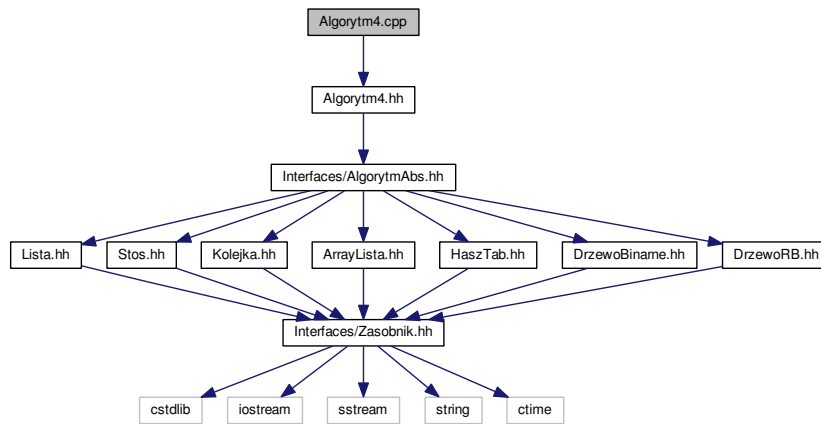 Algorytm4.cpp
Algorytm4.hh
Interfaces/AlgorytmAbs.hh
Lista.hh
Stos.hh
Kolejka.hh
ArrayLista.hh
HaszTab.hh
DrzewoBinarne.hh
DrzewoRB.hh
Interfaces/Zasobnik.hh
cstdlib
iostream
sstream
string
ctime